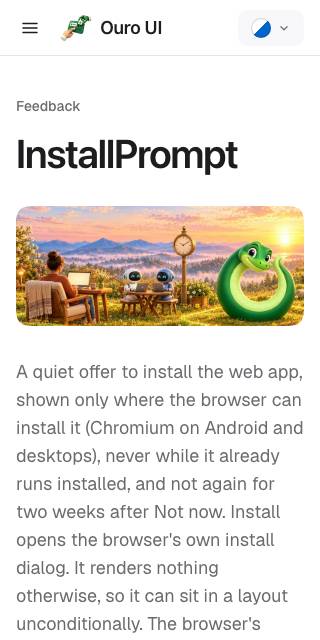 Ouro UI
Feedback
InstallPrompt
A quiet offer to install the web app,
shown only where the browser can
install it (Chromium on Android and
desktops), never while it already
runs installed, and not again for
two weeks after Not now. Install
opens the browser's own install
dialog. It renders nothing
otherwise, so it can sit in a layout
unconditionally. The browser's